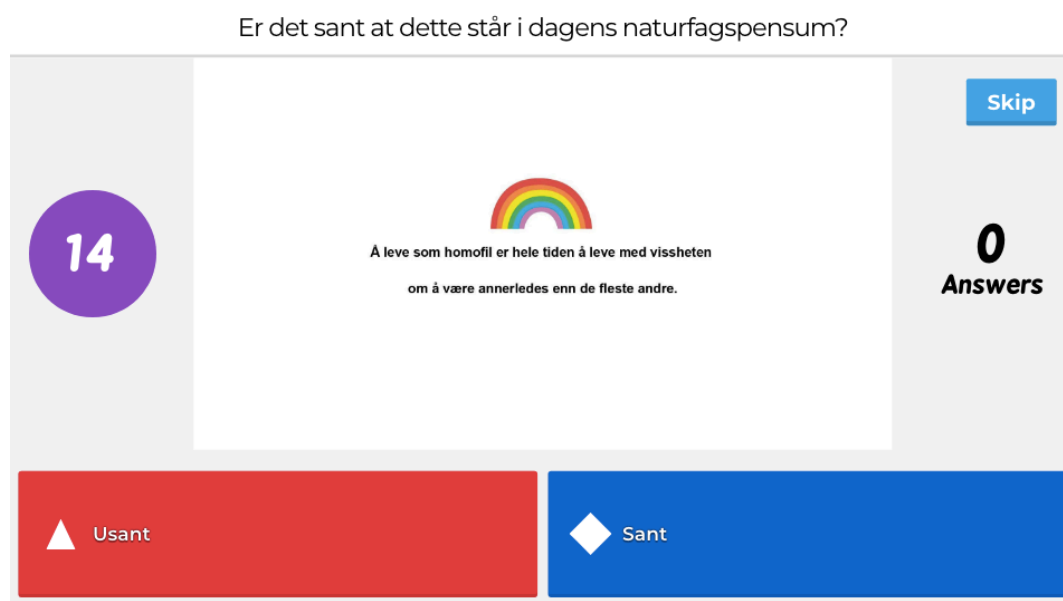 Er det sant at dette står i dagens naturfagspensum?
Skip
14
Å leve som homofil er hele tiden å leve med vissheten
om å være annerledes enn de fleste andre.
0
Answers
Usant
Sant